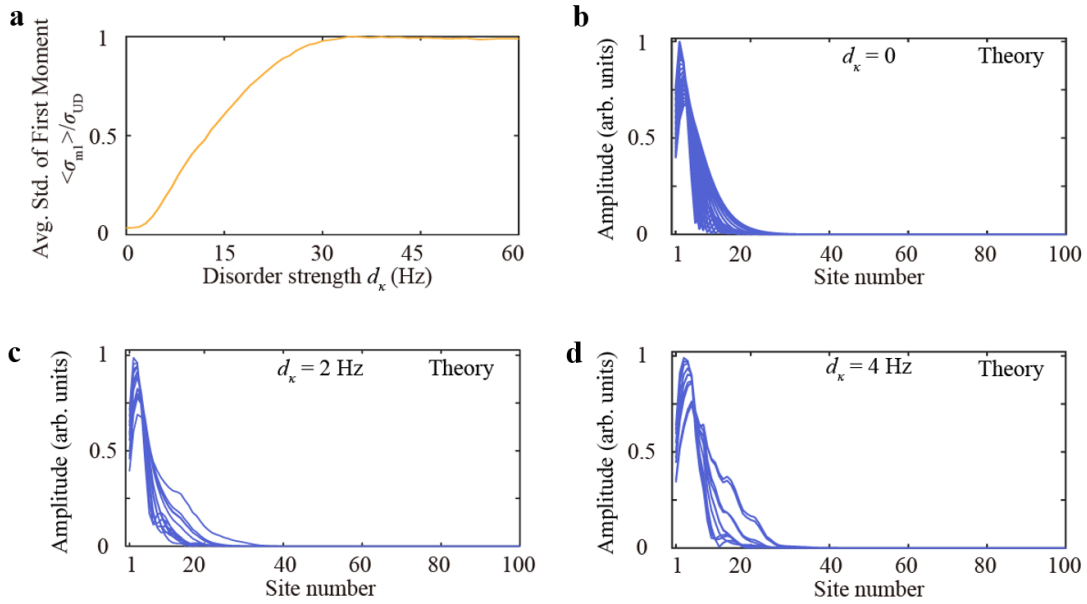 a
Avg. Std. of First Moment
<σm1>/σUD
1
0.5
0
0
15
30
45
60
Disorder strength dκ (Hz)
b
Amplitude (arb. units)
1
0.5
0
dκ = 0
Theory
1
20
40
60
80
100
Site number
c
Amplitude (arb. units)
1
0.5
0
dκ = 2 Hz
Theory
1
20
40
60
80
100
Site number
d
Amplitude (arb. units)
1
0.5
0
dκ = 4 Hz
Theory
1
20
40
60
80
100
Site number